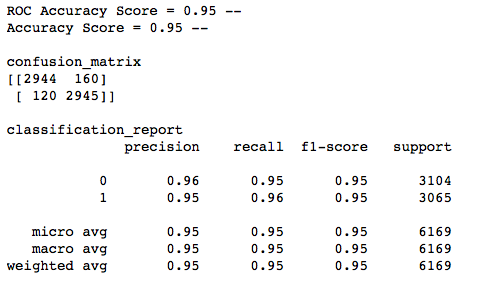 ROC Accuracy Score = 0.95 --
Accuracy Score = 0.95 --
confusion_matrix
[[2944  160]
 [ 120 2945]]
classification_report
              precision    recall  f1-score   support
           0       0.96      0.95      0.95      3104
           1       0.95      0.96      0.95      3065
   micro avg       0.95      0.95      0.95      6169
   macro avg       0.95      0.95      0.95      6169
weighted avg       0.95      0.95      0.95      6169